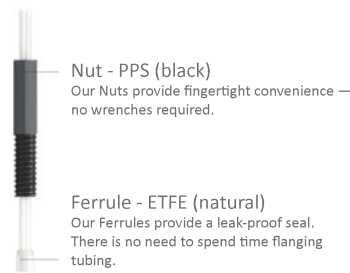 Nut - PPS (black)
Our Nuts provide fingertight convenience —
no wrenches required.
Ferrule - ETFE (natural)
Our Ferrules provide a leak-proof seal.
There is no need to spend time flanging
tubing.